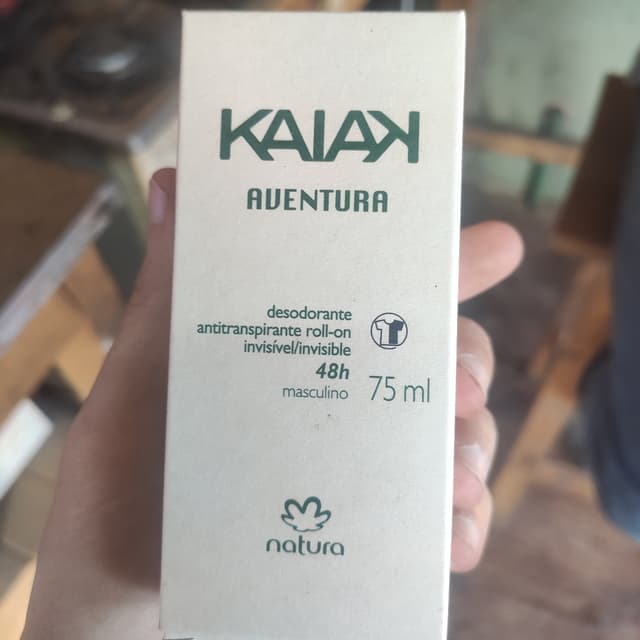 KAIAK
AVENTURA
desodorante
antitranspirante roll-on
invisível/invisible
48h
masculino 75 ml
natura